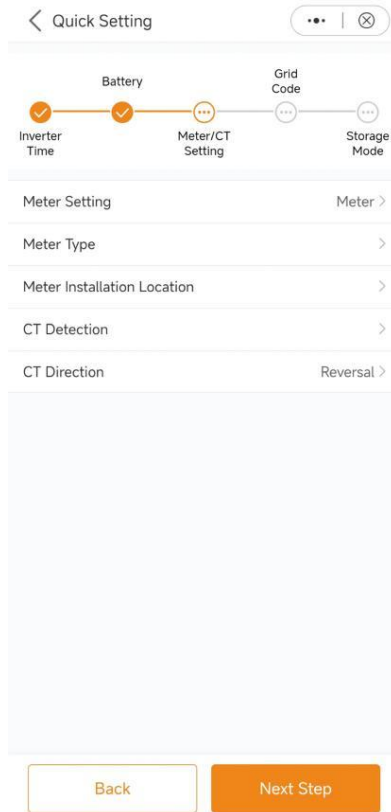 Quick Setting
Battery
Grid
Code
Inverter
Time
Meter/CT
Setting
Storage
Mode
Meter Setting
Meter
Meter Type
Meter Installation Location
CT Detection
CT Direction
Reversal
Back
Next Step